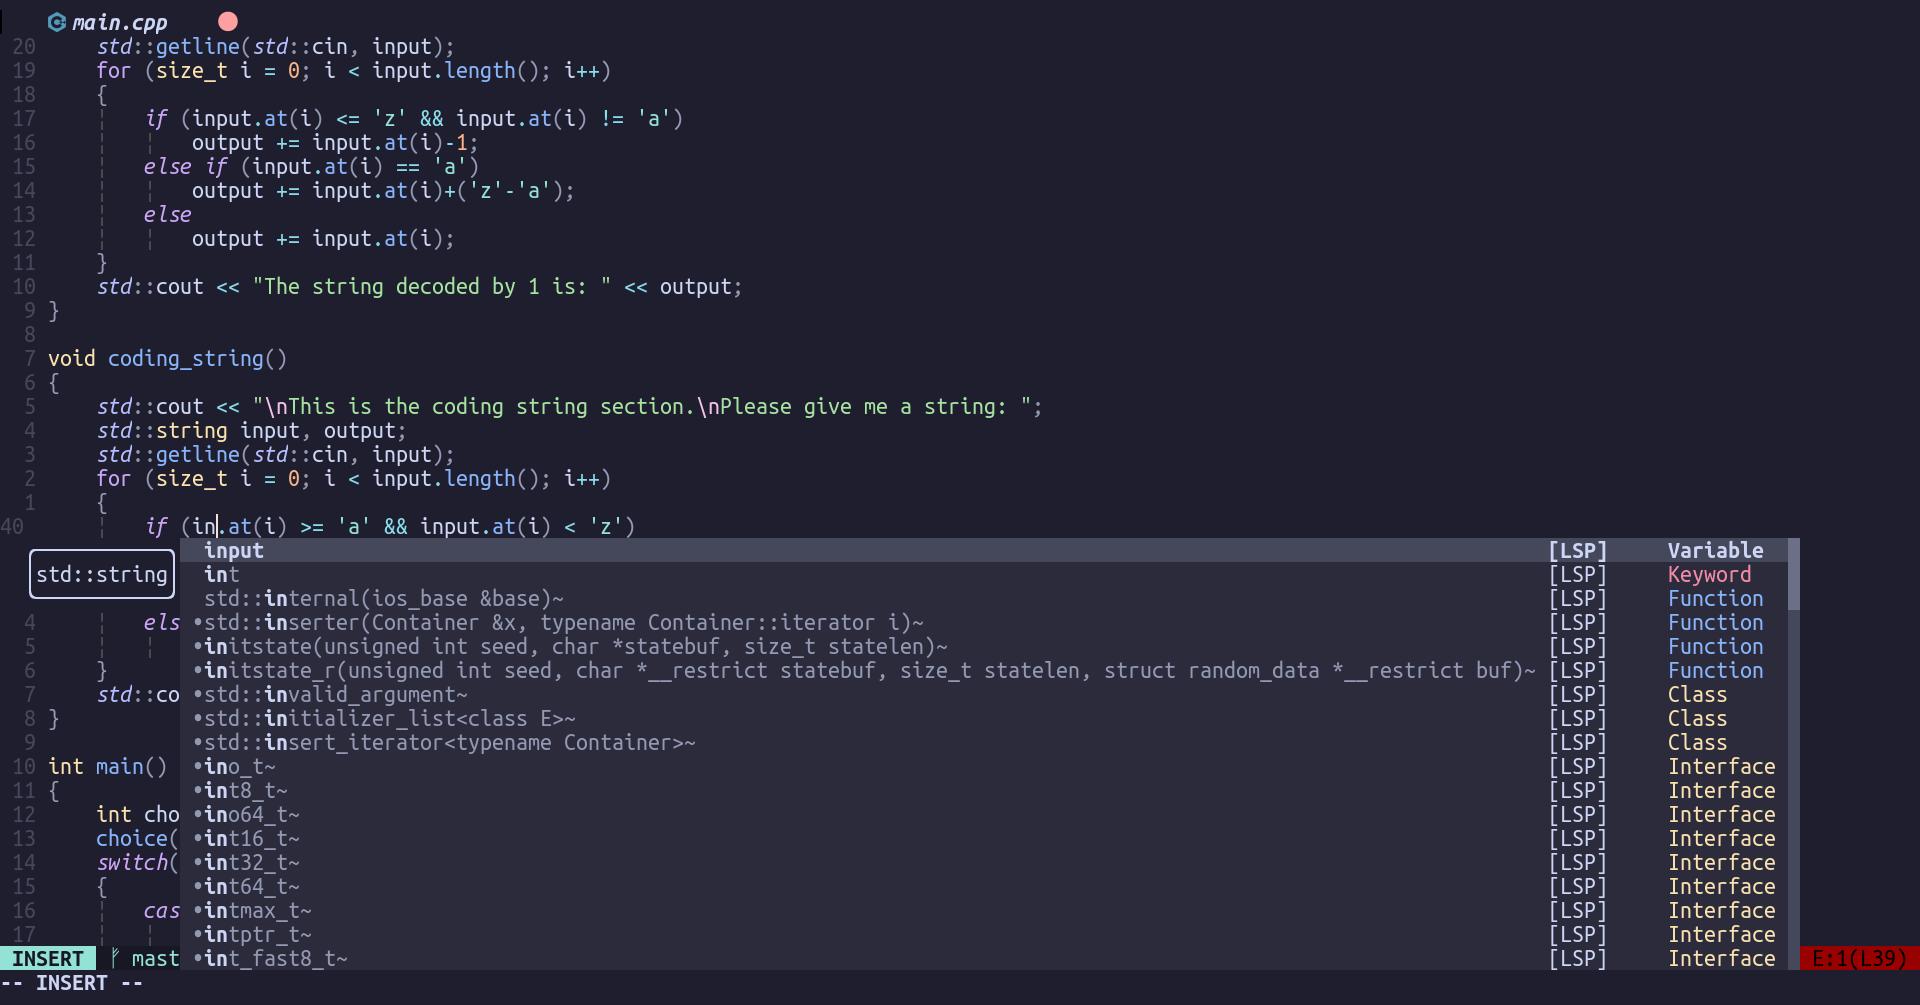 main.cpp
20 std::getline(std::cin, input);
19 for (size_t i = 0; i < input.length(); i++)
18 {
17 if (input.at(i) <= 'z' && input.at(i) != 'a')
16 output += input.at(i)-1;
15 else if (input.at(i) == 'a')
14 output += input.at(i)+('z'-'a');
13 else
12 output += input.at(i);
11 }
10 std::cout << "The string decoded by 1 is: " << output;
9 }
8
7 void coding_string()
6 {
5 std::cout << "\nThis is the coding string section.\nPlease give me a string: ";
4 std::string input, output;
3 std::getline(std::cin, input);
2 for (size_t i = 0; i < input.length(); i++)
1 {
40 if (in.at(i) >= 'a' && input.at(i) < 'z')
input [LSP] Variable
std::string int [LSP] Keyword
std::internal(ios_base &base)~ [LSP] Function
4 els •std::inserter(Container &x, typename Container::iterator i)~ [LSP] Function
5 •initstate(unsigned int seed, char *statebuf, size_t statelen)~ [LSP] Function
6 } •initstate_r(unsigned int seed, char *__restrict statebuf, size_t statelen, struct random_data *__restrict buf)~ [LSP] Function
7 std::co •std::invalid_argument~ [LSP] Class
8 } •std::initializer_list<class E>~ [LSP] Class
9 •std::insert_iterator<typename Container>~ [LSP] Class
10 int main() •ino_t~ [LSP] Interface
11 { •int8_t~ [LSP] Interface
12 int cho •ino64_t~ [LSP] Interface
13 choice( •int16_t~ [LSP] Interface
14 switch( •int32_t~ [LSP] Interface
15 { •int64_t~ [LSP] Interface
16 cas •intmax_t~ [LSP] Interface
17 •intptr_t~ [LSP] Interface
INSERT mast •int_fast8_t~ [LSP] Interface E:1(L39)
-- INSERT --